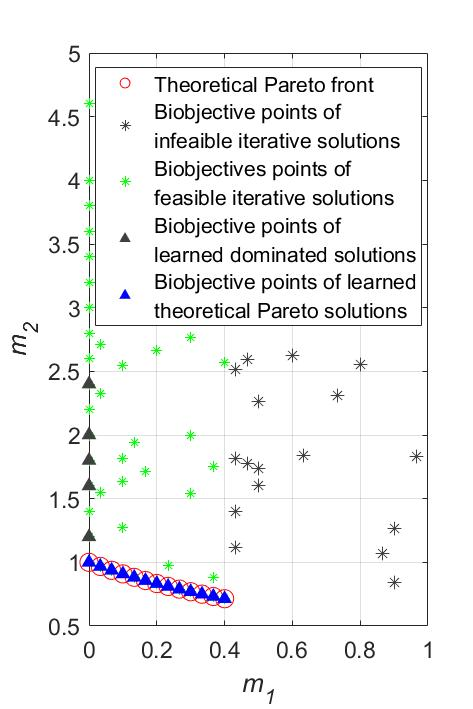 5
4.5
4
3.5
3
2.5
2
1.5
1
0.5
m2
Theoretical Pareto front
Biobjective points of
infeaible iterative solutions
Biobjectives points of
feasible iterative solutions
Biobjective points of
learned dominated solutions
Biobjective points of learned
theoretical Pareto solutions
0 0.2 0.4 0.6 0.8 1
m1